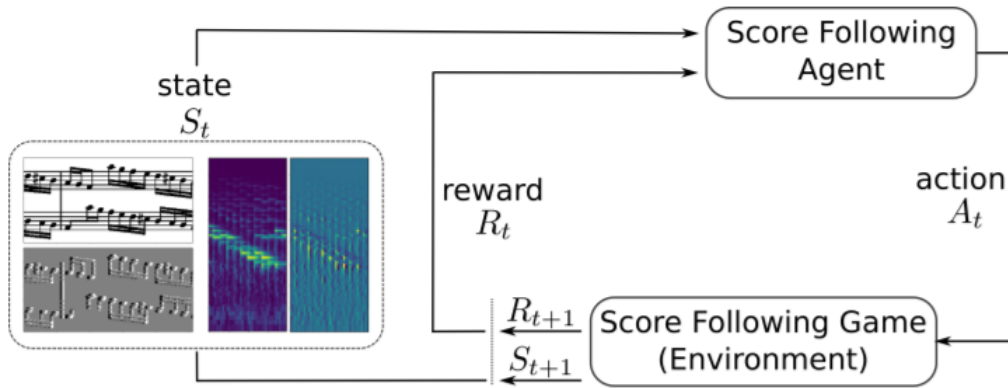 Score Following
Agent
state
S_t
reward
R_t
action
A_t
R_{t+1}
S_{t+1}
Score Following Game
(Environment)